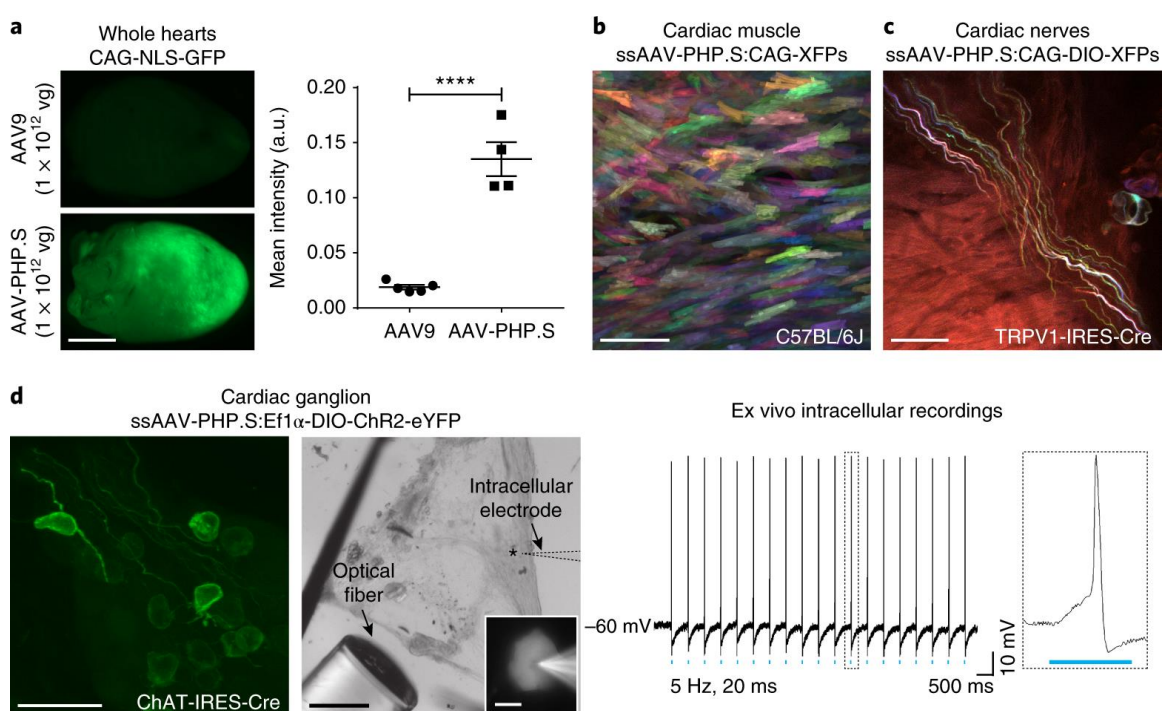 a
Whole hearts
CAG-NLS-GFP
AAV9
(1 × 10¹² vg)
AAV-PHP.S
(1 × 10¹² vg)
Mean intensity (a.u.)
0.20
0.15
0.10
0.05
0.00
****
AAV9
AAV-PHP.S
b
Cardiac muscle
ssAAV-PHP.S:CAG-XFPs
C57BL/6J
c
Cardiac nerves
ssAAV-PHP.S:CAG-DIO-XFPs
TRPV1-IRES-Cre
d
Cardiac ganglion
ssAAV-PHP.S:Ef1α-DIO-ChR2-eYFP
ChAT-IRES-Cre
Intracellular
electrode
*
Optical
fiber
Ex vivo intracellular recordings
–60 mV
5 Hz, 20 ms
10 mV
500 ms